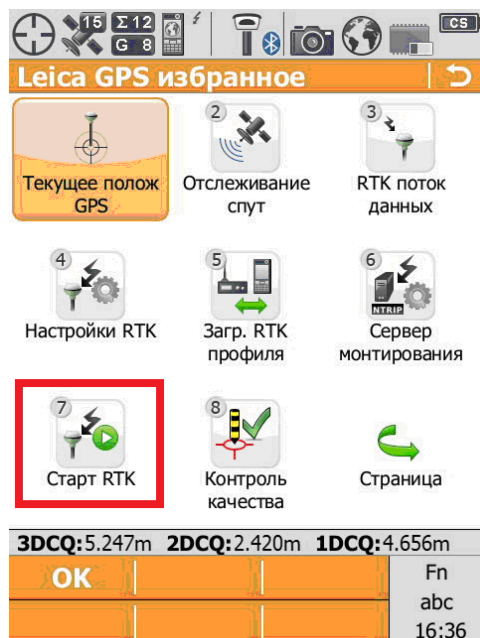 15 Σ 12
G 8
CS
Leica GPS избранное
Текущее полож
GPS
2
Отслеживание
спут
3
RTK поток
данных
4
Настройки RTK
5
Загр. RTK
профиля
6
NTRIP
Сервер
монтирования
7
Старт RTK
8
Контроль
качества
Страница
3DCQ:5.247m 2DCQ:2.420m 1DCQ:4.656m
OK
Fn
abc
16:36